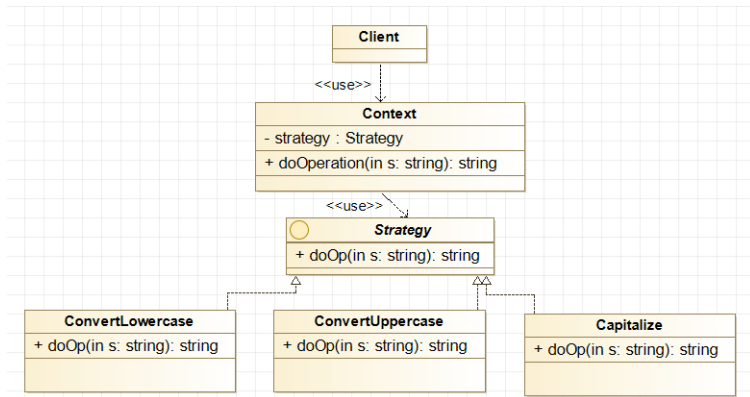 Client
<<use>>
Context
- strategy : Strategy
+ doOperation(in s: string): string
<<use>>
Strategy
+ doOp(in s: string): string
ConvertLowercase
+ doOp(in s: string): string
ConvertUppercase
+ doOp(in s: string): string
Capitalize
+ doOp(in s: string): string